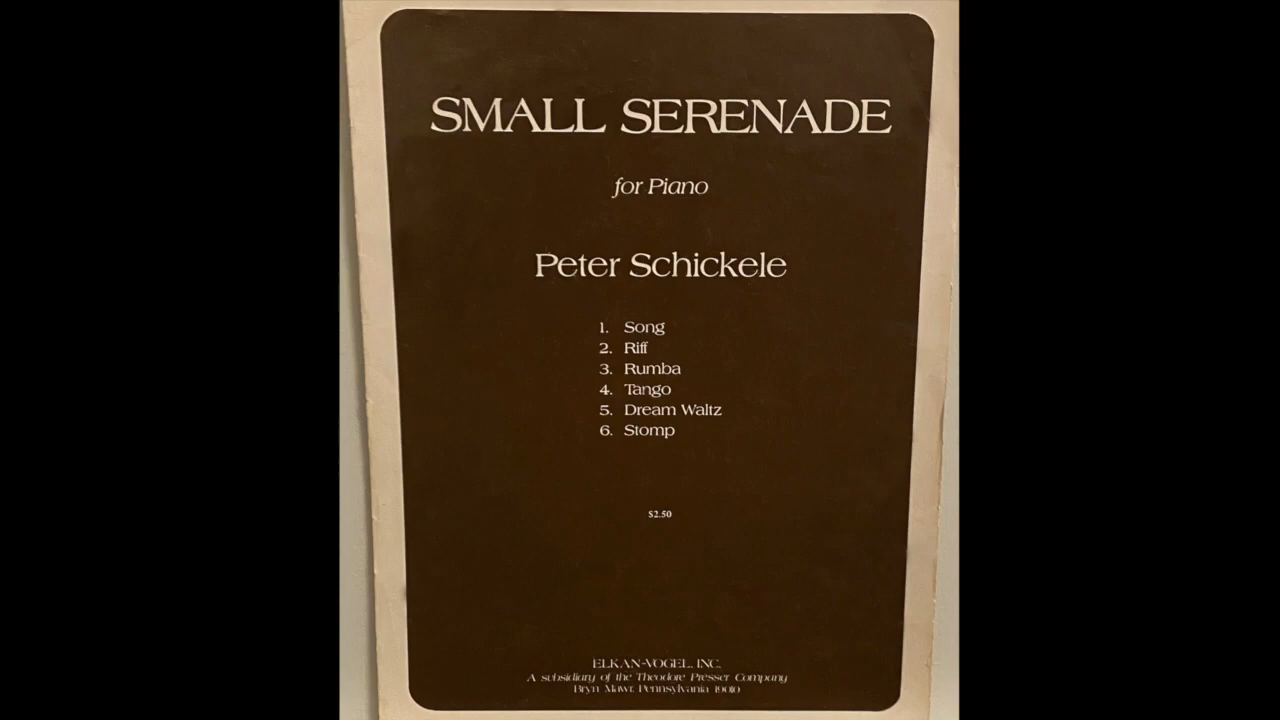 SMALL SERENADE
for Piano
Peter Schickele
1. Song
2. Riff
3. Rumba
4. Tango
5. Dream Waltz
6. Stomp
$2.50
ELKAN-VOGEL, INC.
A subsidiary of the Theodore Presser Company
Bryn Mawr, Pennsylvania 19010